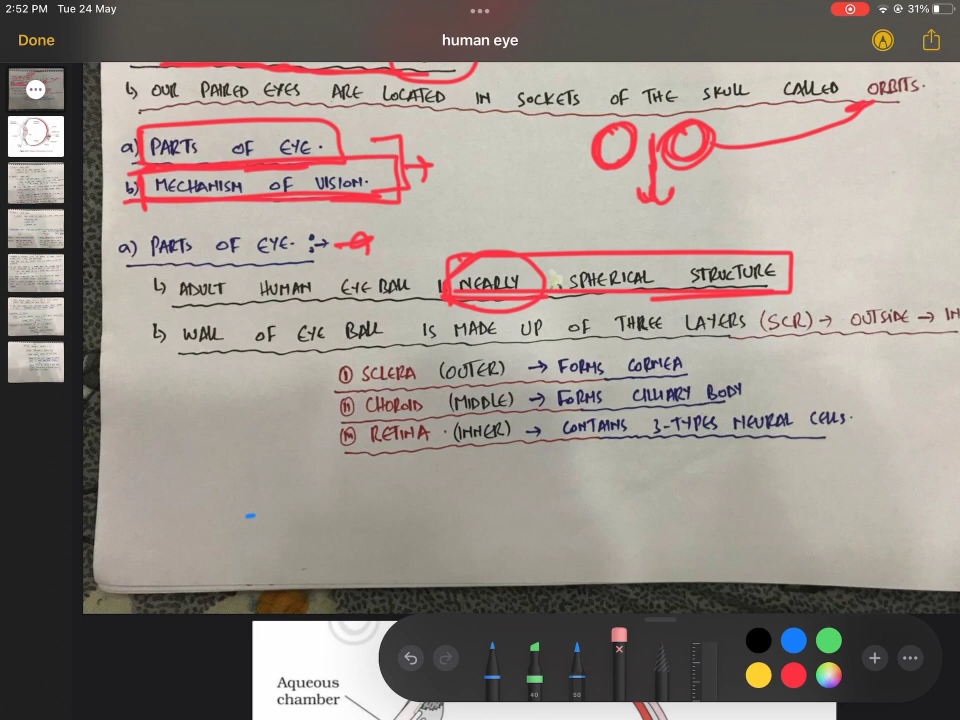 2:52 PM Tue 24 May
31%
Done
human eye
OUR PAIRED EYES ARE LOCATED IN SOCKETS OF THE SKULL CALLED ORBITS.
a) PARTS OF EYE.
b) MECHANISM OF VISION.
a) PARTS OF EYE :→
ADULT HUMAN EYE BALL NEARLY SPHERICAL STRUCTURE
WALL OF EYE BALL IS MADE UP OF THREE LAYERS (SCR) → OUTSIDE → IN
(i) SCLERA (OUTER) → FORMS CORNEA
(ii) CHOROID (MIDDLE) → FORMS CILLIARY BODY
(iii) RETINA (INNER) → CONTAINS 3-TYPES NEURAL CELLS.
40
50
Aqueous
chamber